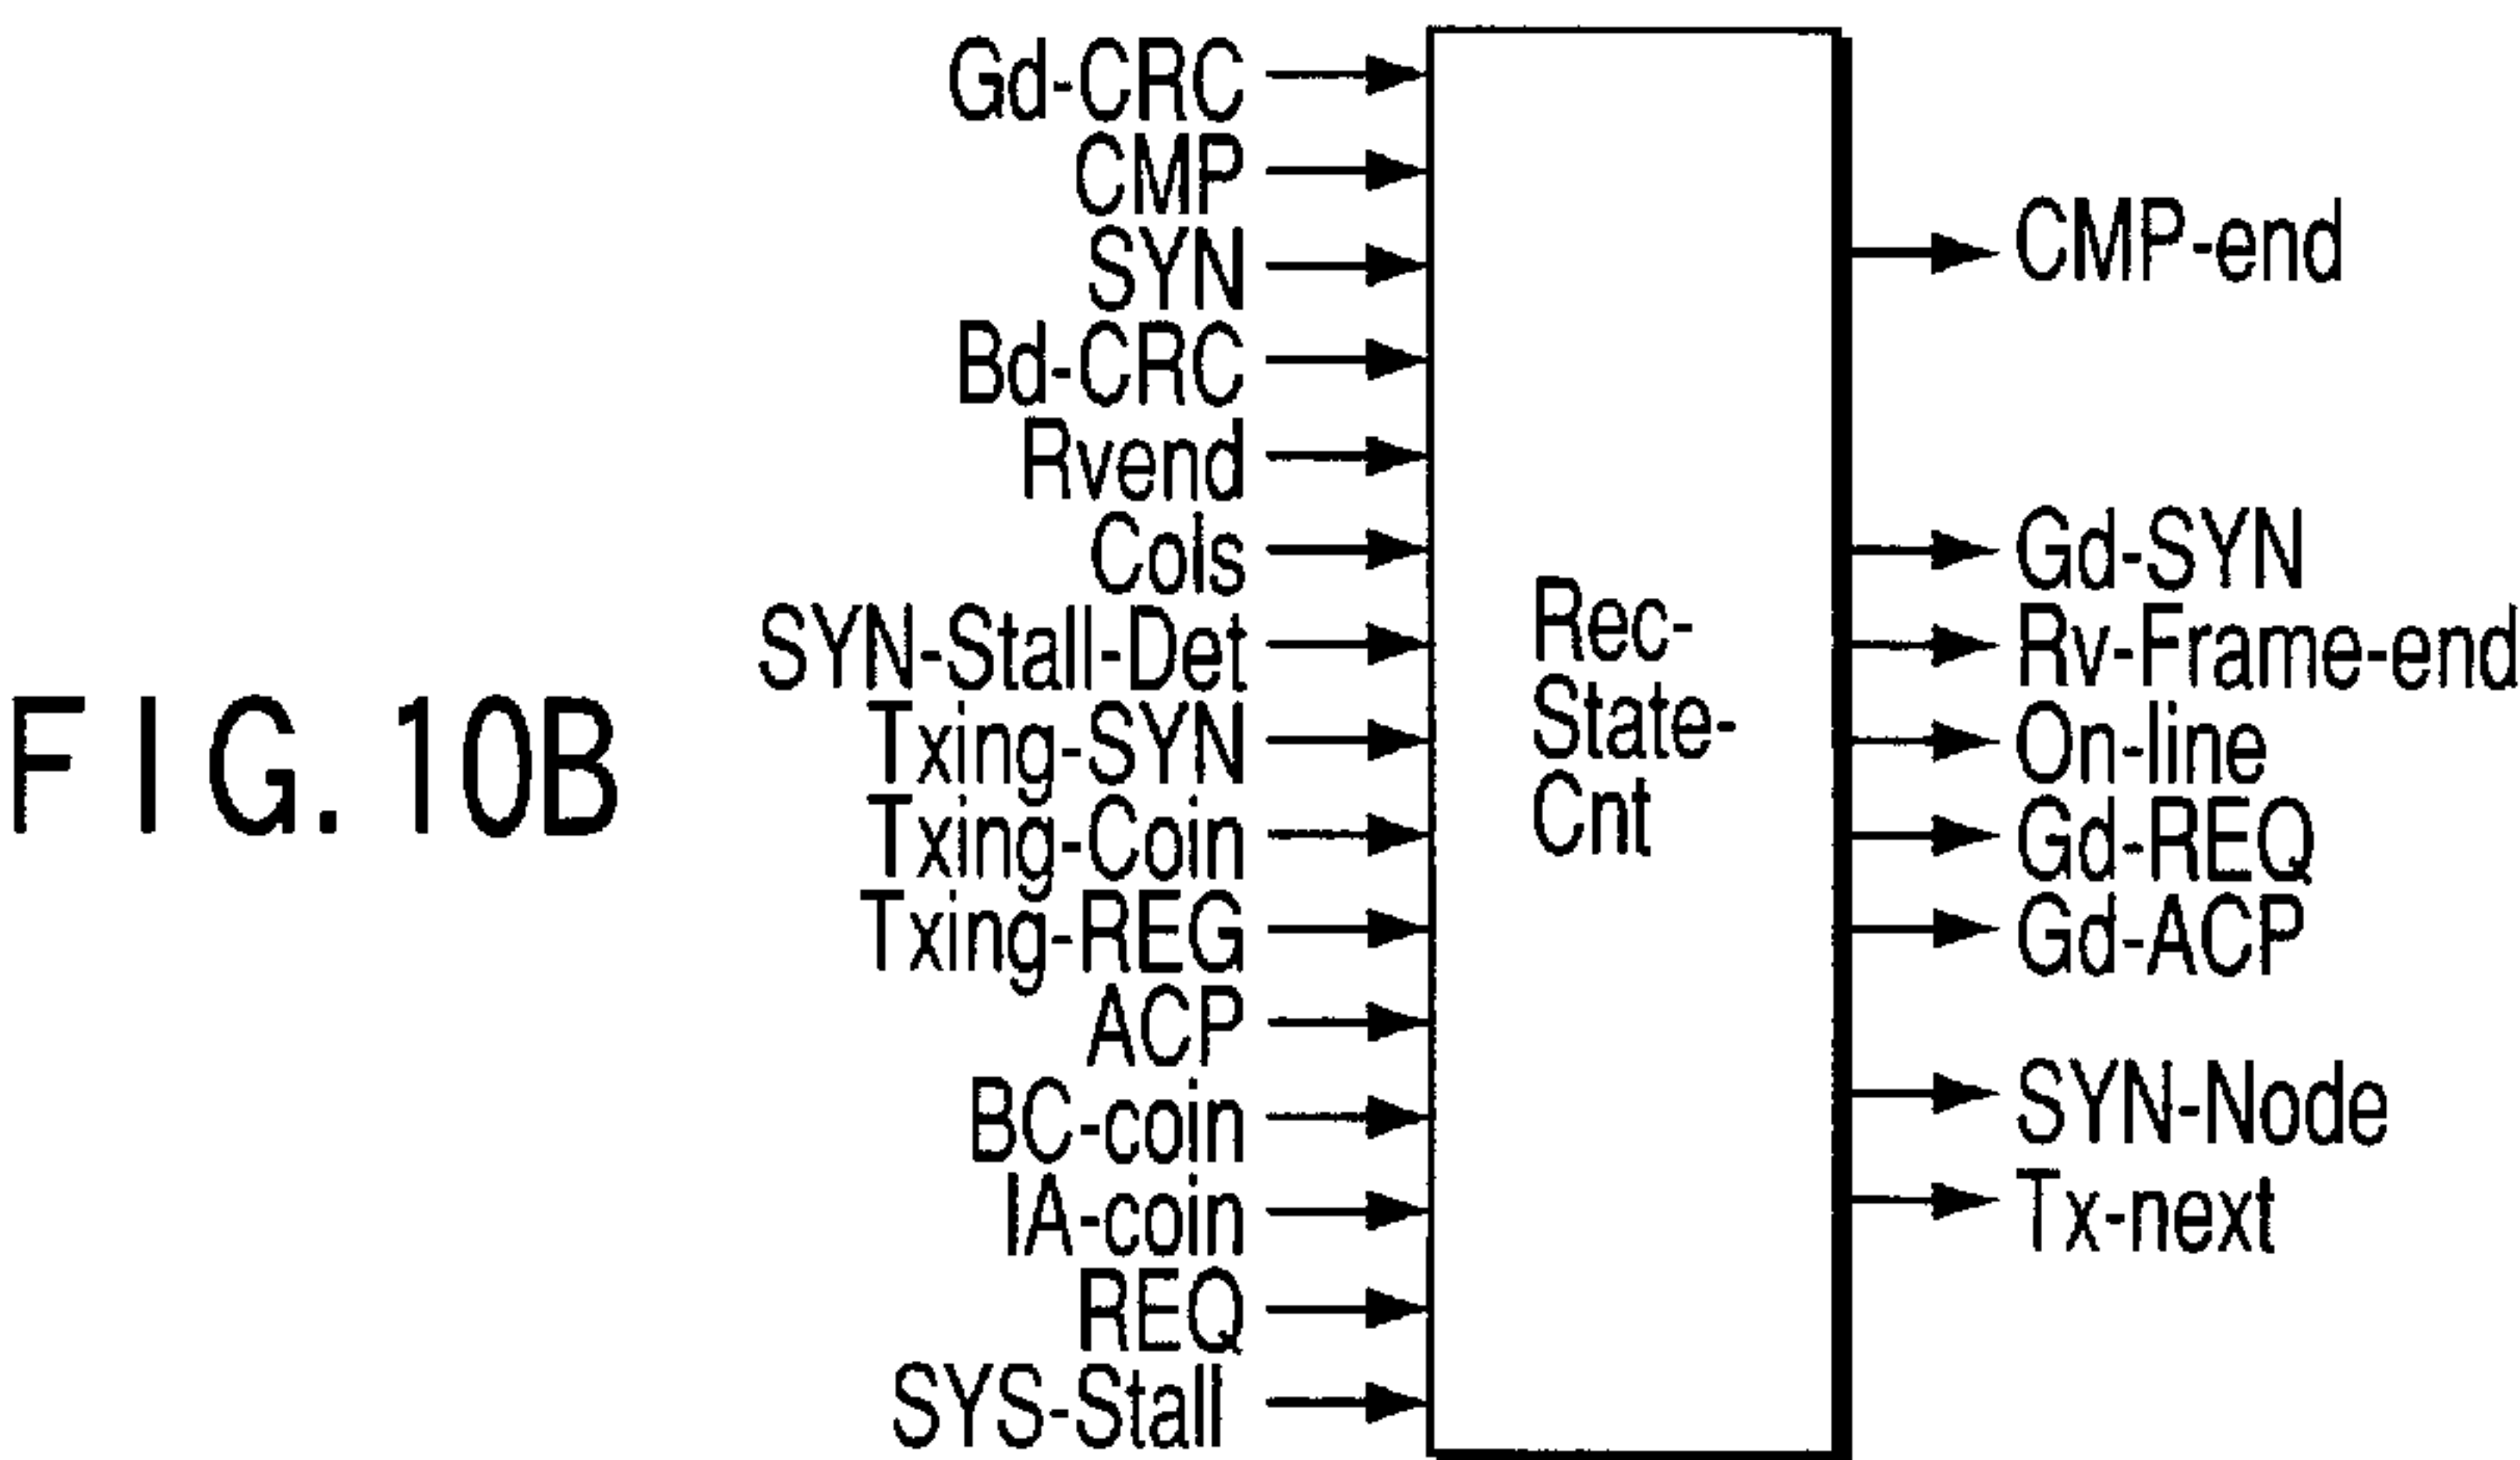 FIG.10B
Gd-CRC
CMP
SYN
Bd-CRC
Rvend
Cols
SYN-Stall-Det
Txing-SYN
Txing-Coin
Txing-REG
ACP
BC-coin
IA-coin
REQ
SYS-Stall
Rec-
State-
Cnt
CMP-end
Gd-SYN
Rv-Frame-end
On-line
Gd-REQ
Gd-ACP
SYN-Node
Tx-next